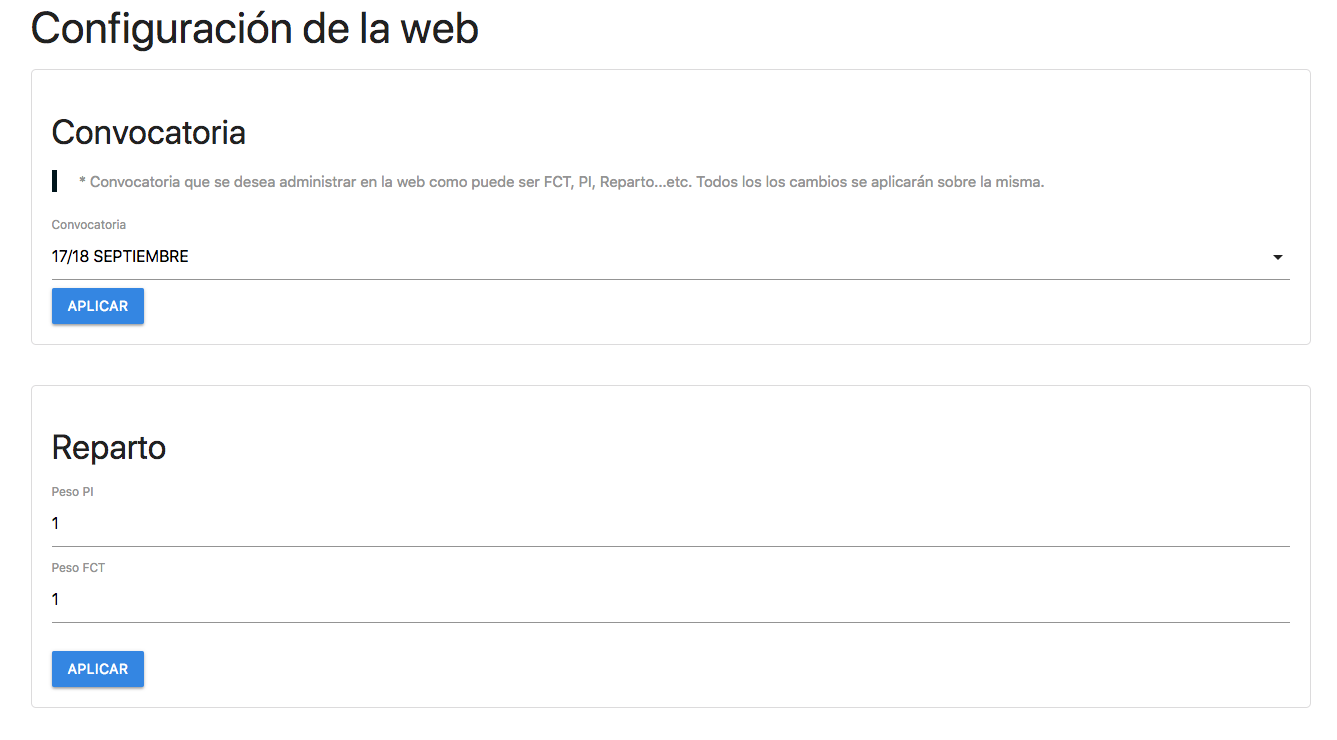 Configuración de la web
Convocatoria
* Convocatoria que se desea administrar en la web como puede ser FCT, PI, Reparto...etc. Todos los los cambios se aplicarán sobre la misma.
Convocatoria
17/18 SEPTIEMBRE
APLICAR
Reparto
Peso PI
1
Peso FCT
1
APLICAR